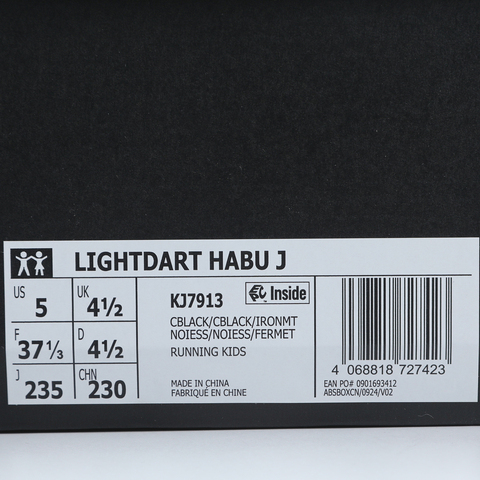 LIGHTDART HABU J
US 5 UK 4½
F 37⅓ D 4½
J 235 CHN 230
KJ7913
Inside
CBLACK/CBLACK/IRONMT
NOIESS/NOIESS/FERMET
RUNNING KIDS
MADE IN CHINA
FABRIQUÉ EN CHINE
4 068818 727423
EAN PO# 0901693412
ABSBOXCN/0924/V02